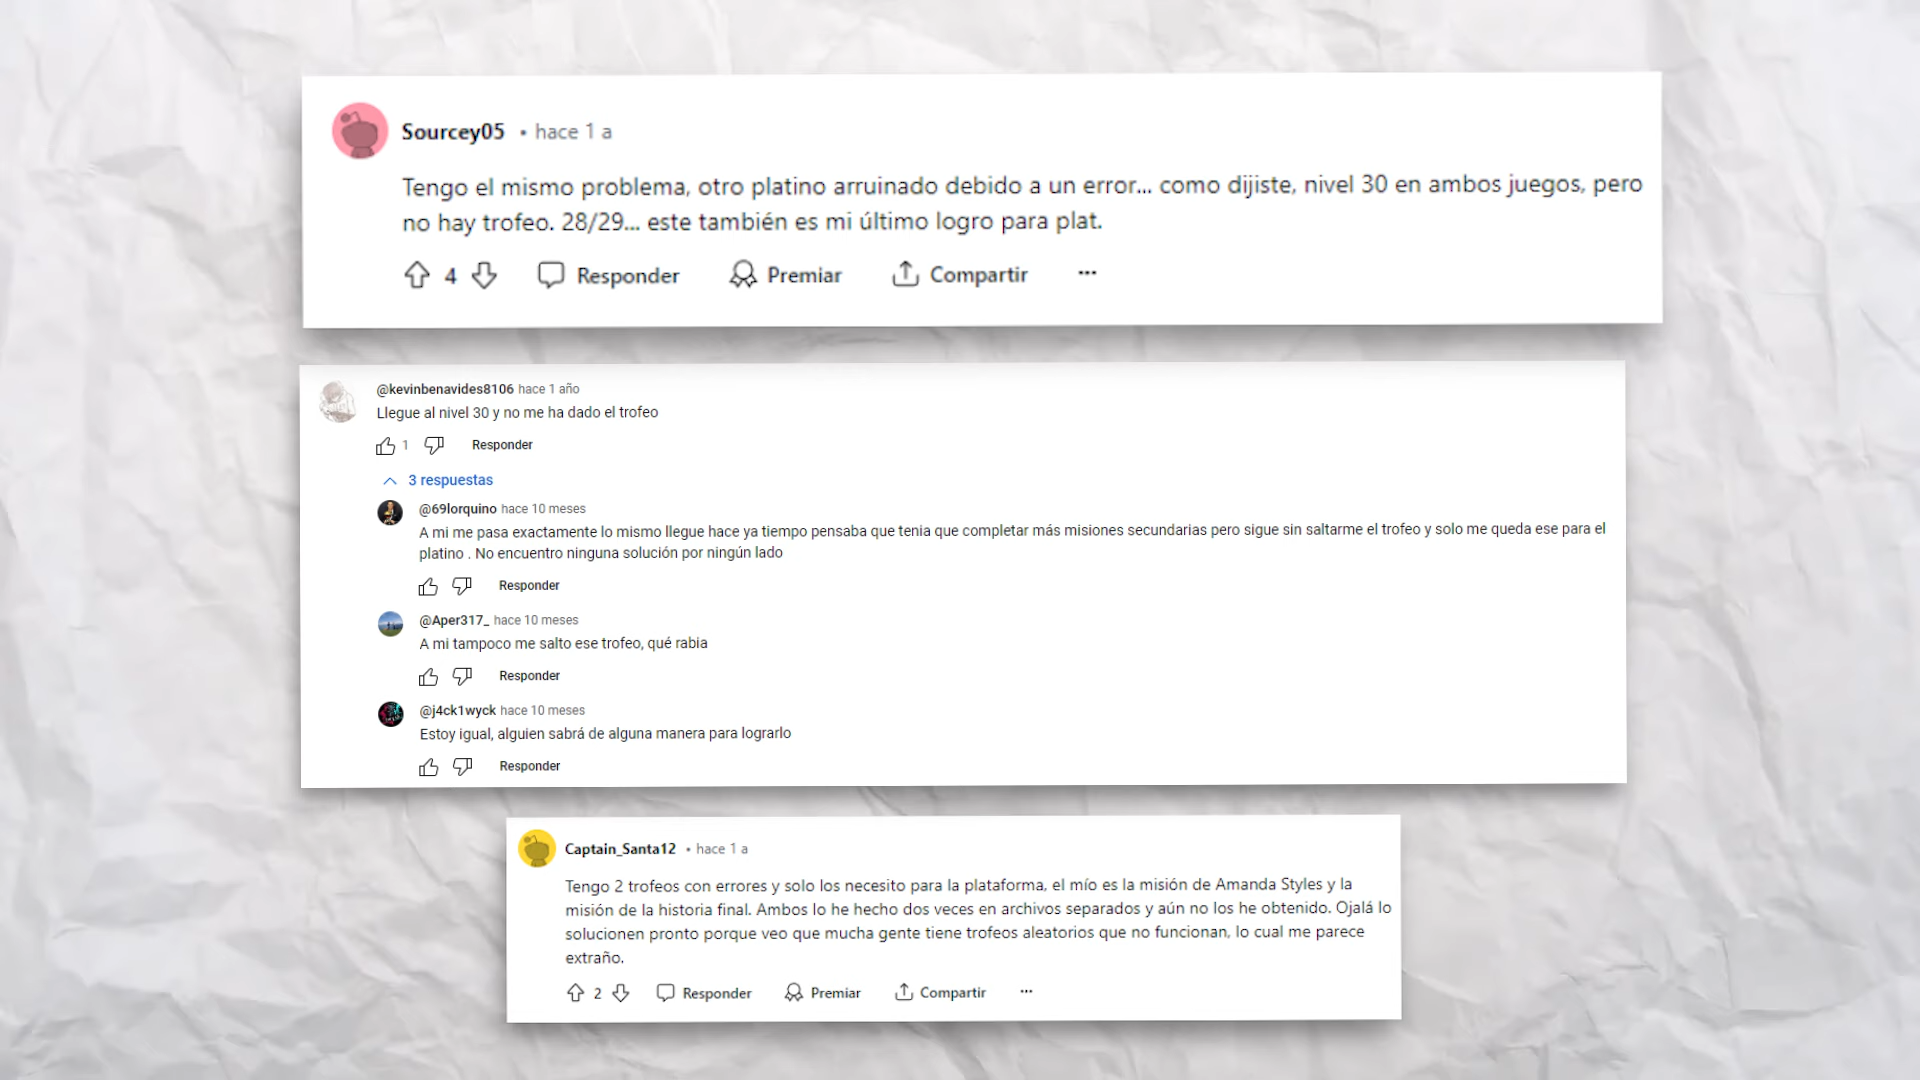 Sourcey05 • hace 1 a
Tengo el mismo problema, otro platino arruinado debido a un error... como dijiste, nivel 30 en ambos juegos, pero
no hay trofeo. 28/29... este también es mi último logro para plat.
4 Responder Premiar Compartir ...
@kevinbenavides8106 hace 1 año
Llegue al nivel 30 y no me ha dado el trofeo
1 Responder
3 respuestas
@69lorquino hace 10 meses
A mi me pasa exactamente lo mismo llegue hace ya tiempo pensaba que tenia que completar más misiones secundarias pero sigue sin saltarme el trofeo y solo me queda ese para el
platino . No encuentro ninguna solución por ningún lado
Responder
@Aper317_ hace 10 meses
A mi tampoco me salto ese trofeo, qué rabia
Responder
@j4ck1wyck hace 10 meses
Estoy igual, alguien sabrá de alguna manera para lograrlo
Responder
Captain_Santa12 • hace 1 a
Tengo 2 trofeos con errores y solo los necesito para la plataforma, el mío es la misión de Amanda Styles y la
misión de la historia final. Ambos lo he hecho dos veces en archivos separados y aún no los he obtenido. Ojalá lo
solucionen pronto porque veo que mucha gente tiene trofeos aleatorios que no funcionan, lo cual me parece
extraño.
2 Responder Premiar Compartir ...